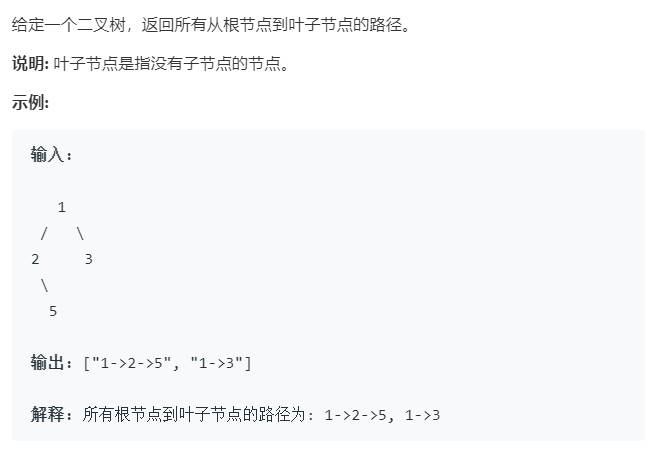 给定一个二叉树，返回所有从根节点到叶子节点的路径。
说明: 叶子节点是指没有子节点的节点。
示例:
输入:
   1
 /   \
2     3
 \
  5
输出: ["1->2->5", "1->3"]
解释: 所有根节点到叶子节点的路径为: 1->2->5, 1->3